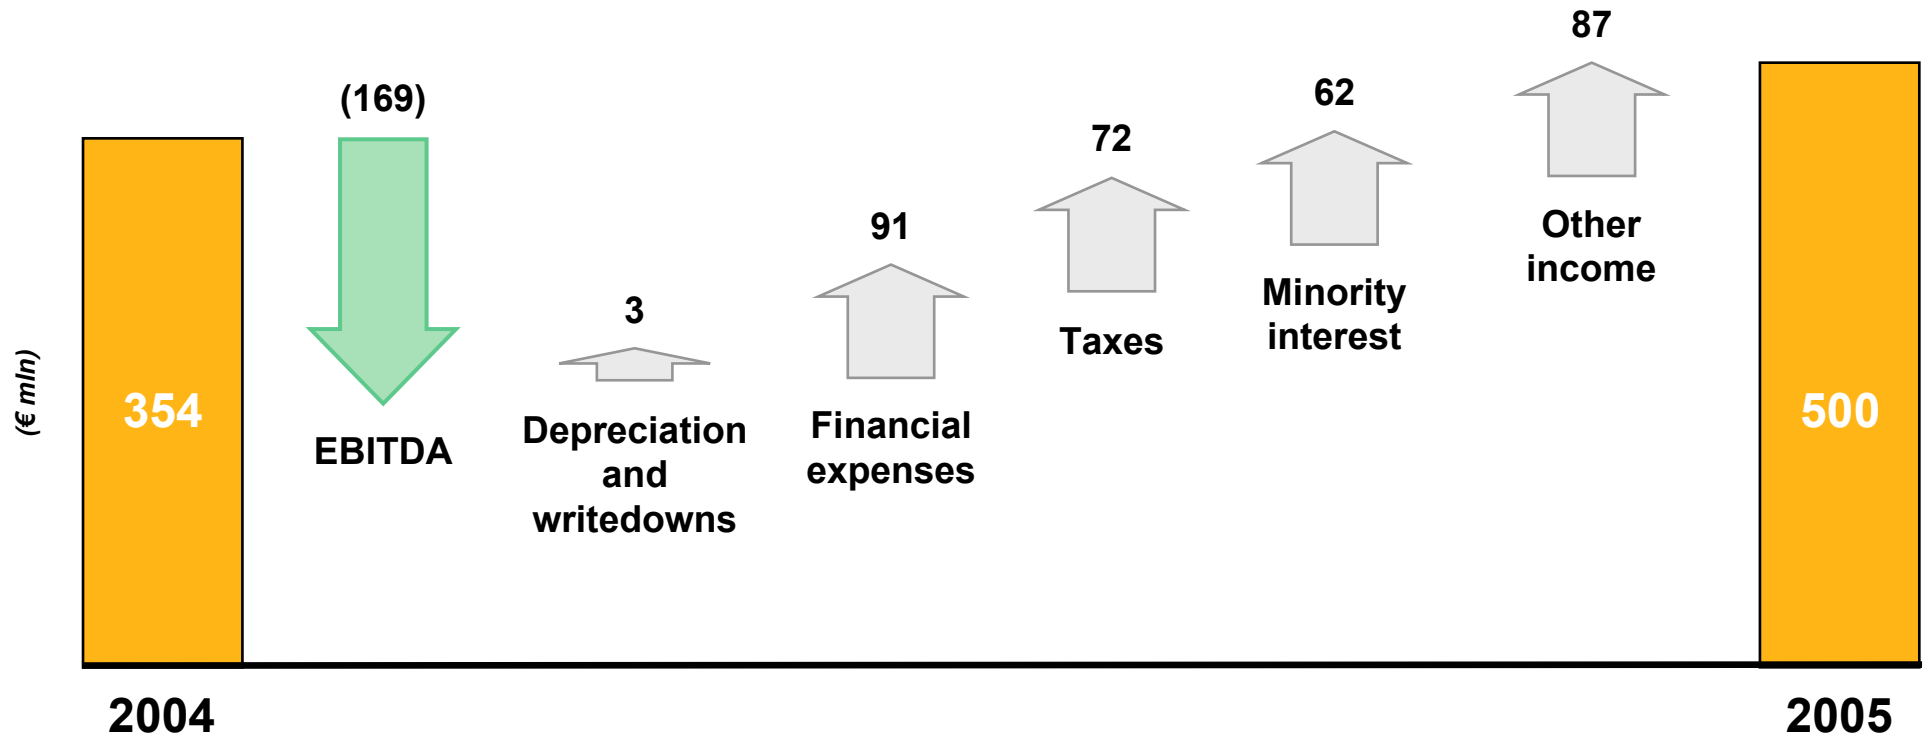 (€ mln)
354
2004
(169)
EBITDA
3
Depreciation
and
writedowns
91
Financial
expenses
72
Taxes
62
Minority
interest
87
Other
income
500
2005